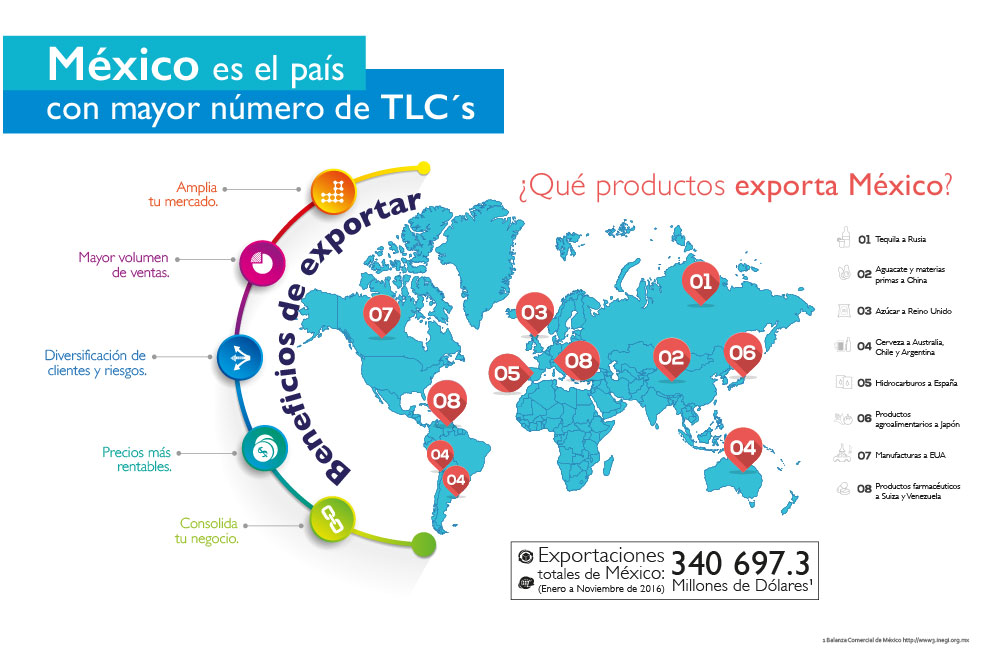 México es el país
con mayor número de TLC´s
Beneficios de exportar
Amplia
tu mercado.
Mayor volumen
de ventas.
Diversificación de
clientes y riesgos.
Precios más
rentables.
Consolida
tu negocio.
¿Qué productos exporta México?
07
03
01
05
08
02
06
08
04
04
04
01 Tequila a Rusia
02 Aguacate y materias
primas a China
03 Azúcar a Reino Unido
04 Cerveza a Australia,
Chile y Argentina
05 Hidrocarburos a España
06 Productos
agroalimentarios a Japón
07 Manufacturas a EUA
08 Productos farmacéuticos
a Suiza y Venezuela
Exportaciones
totales de México:
(Enero a Noviembre de 2016)
340 697.3
Millones de Dólares¹
1 Balanza Comercial de México http://www3.inegi.org.mx